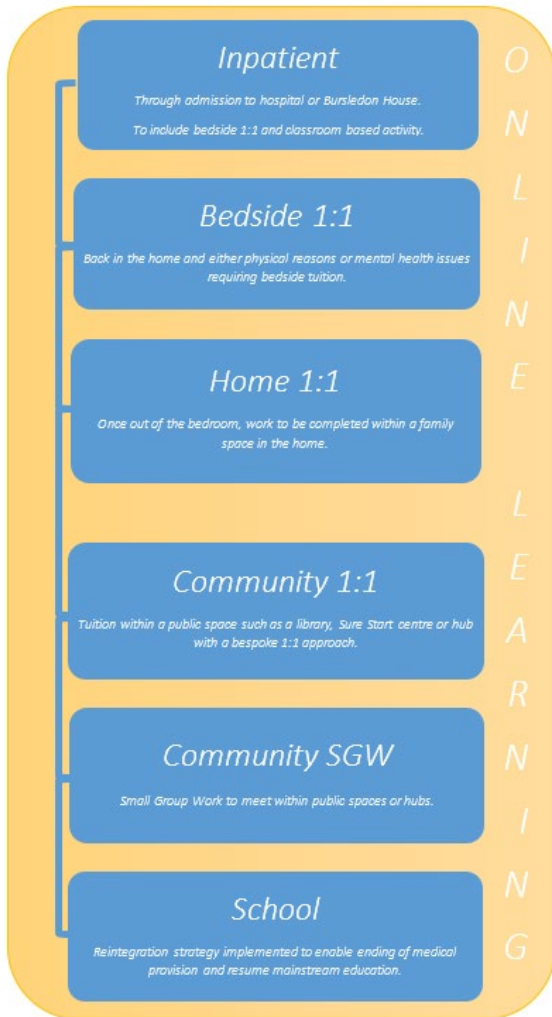 Inpatient
Through admission to hospital or Bursledon House.
To include bedside 1:1 and classroom based activity.
Bedside 1:1
Back in the home and either physical reasons or mental health issues
requiring bedside tuition.
Home 1:1
Once out of the bedroom, work to be completed within a family
space in the home.
Community 1:1
Tuition within a public space such as a library, Sure Start centre or hub
with a bespoke 1:1 approach.
Community SGW
Small Group Work to meet within public spaces or hubs.
School
Reintegration strategy implemented to enable ending of medical
provision and resume mainstream education.
ONLINE LEARNING